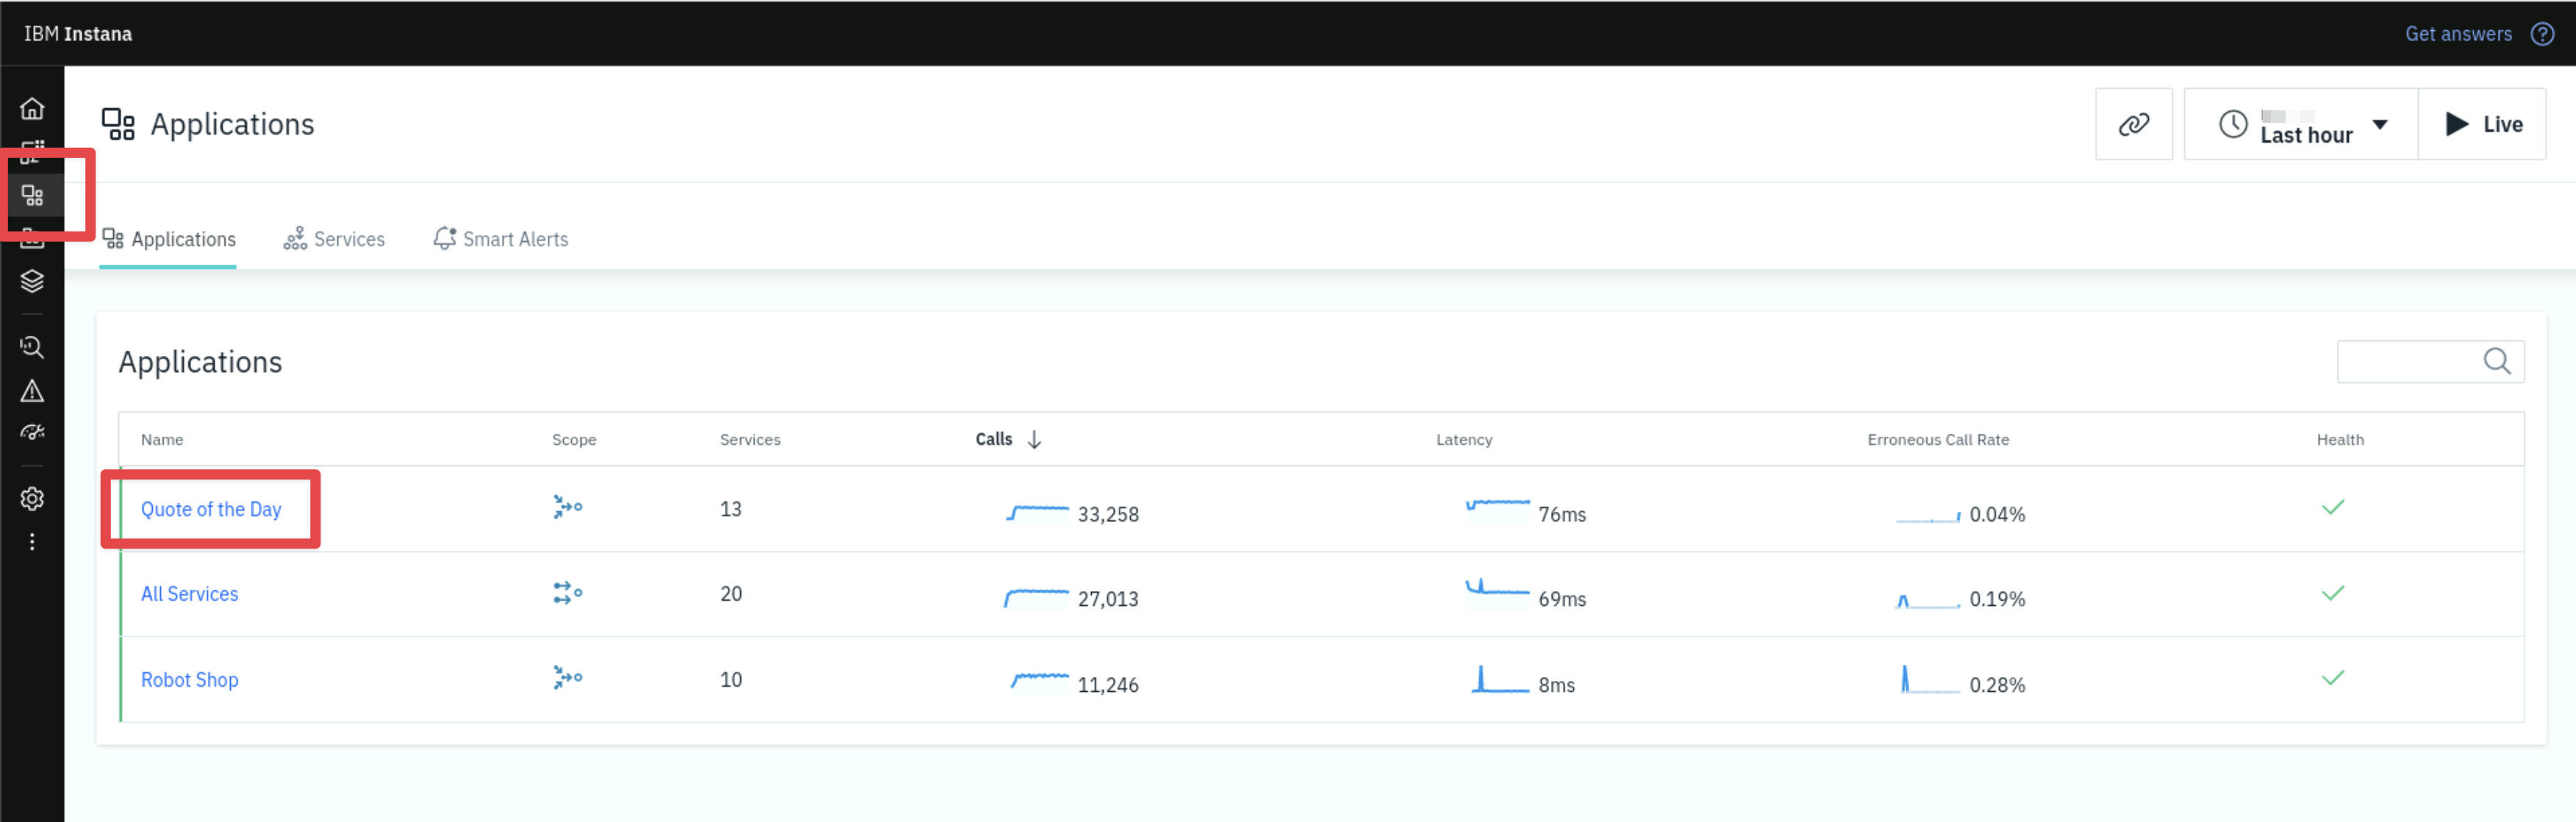 IBM Instana
Get answers
Applications
Last hour
Live
Applications Services Smart Alerts
Applications
Name Scope Services Calls Latency Erroneous Call Rate Health
Quote of the Day 13 33,258 76ms 0.04%
All Services 20 27,013 69ms 0.19%
Robot Shop 10 11,246 8ms 0.28%